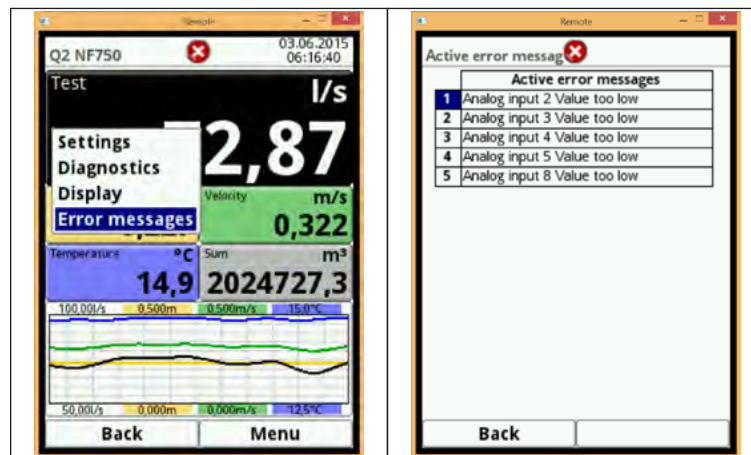 Remote
Q2 NF750
03.06.2015
06:16:40
Test
l/s
2,87
Settings
Diagnostics
Display
Error messages
Velocity m/s
0,322
Temperature °C
14,9
Sum m³
2024727,3
100,00l/s 0,500m 0,500m/s 15,0°C
50,00l/s 0,000m 0,000m/s 12,5°C
Back Menu
Remote
Active error messag
Active error messages
1 Analog input 2 Value too low
2 Analog input 3 Value too low
3 Analog input 4 Value too low
4 Analog input 5 Value too low
5 Analog input 8 Value too low
Back